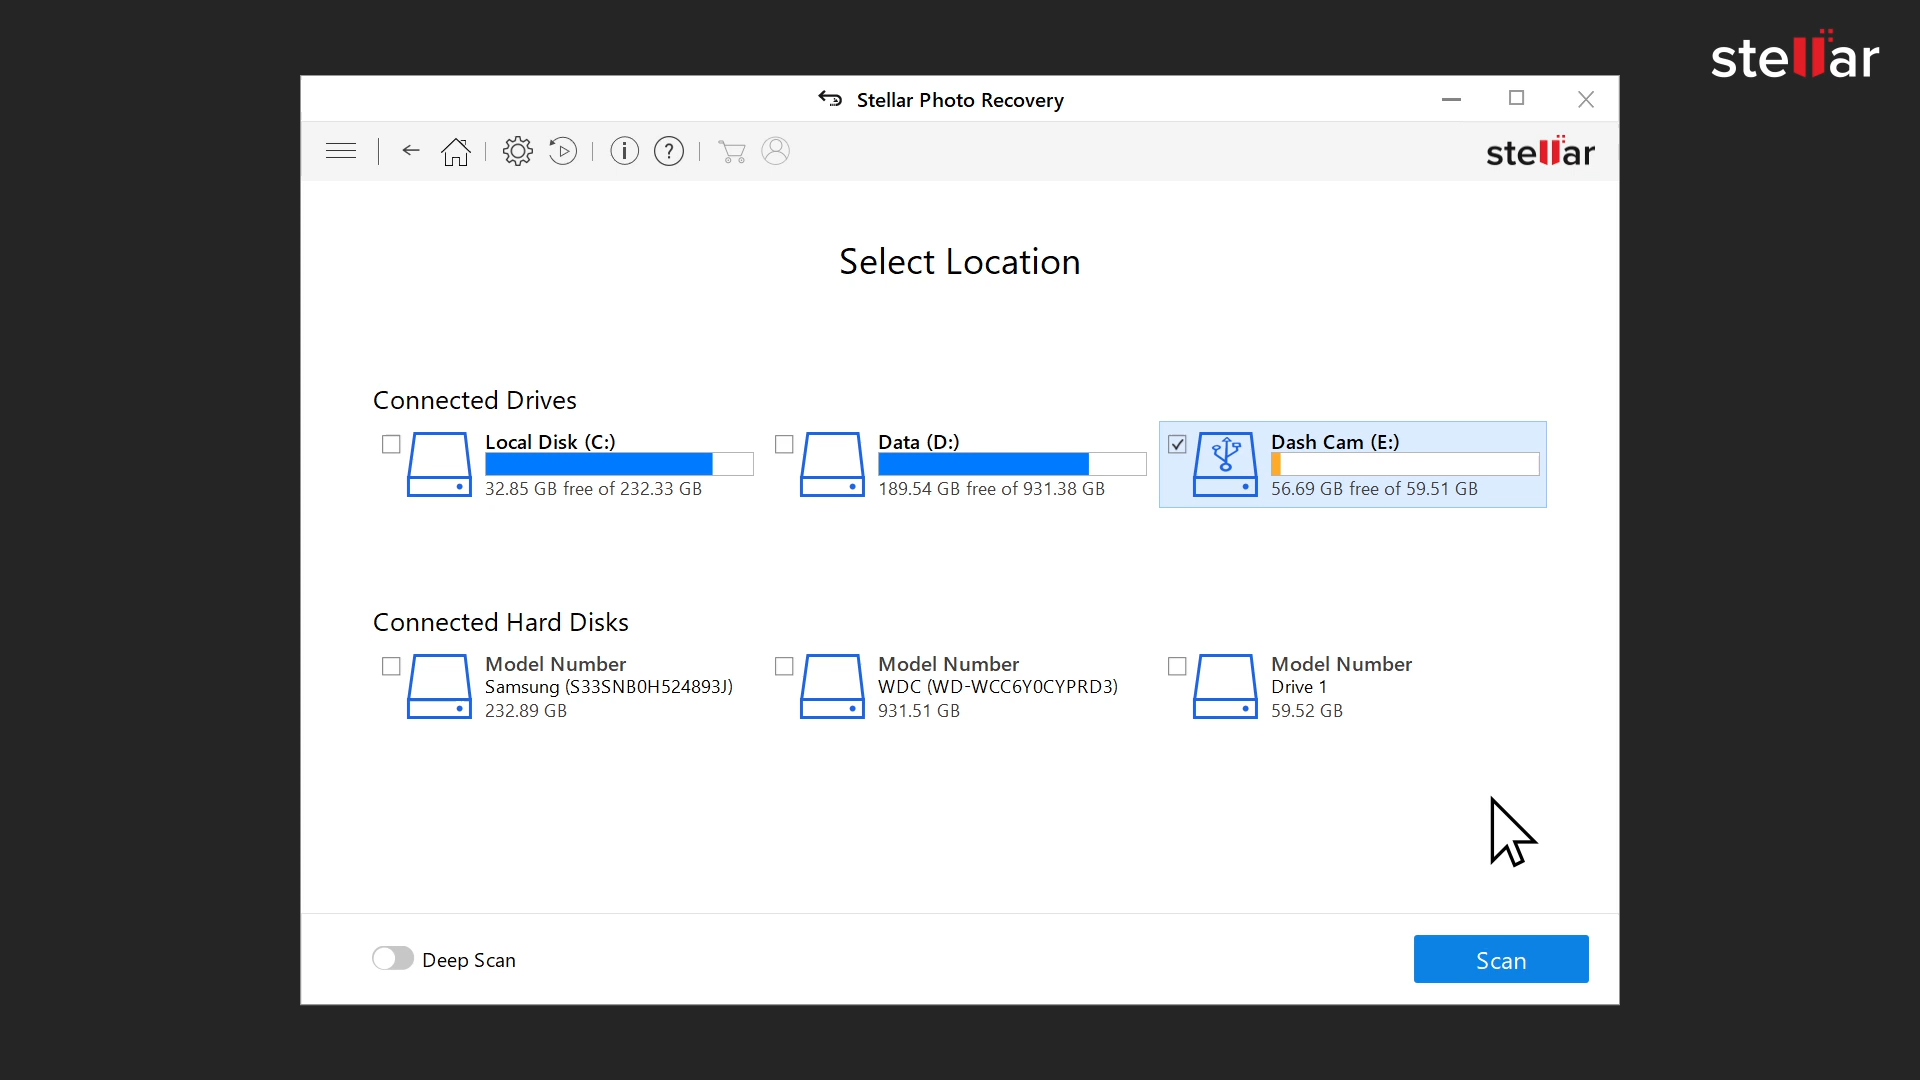 stellar
Stellar Photo Recovery
stellar
Select Location
Connected Drives
Local Disk (C:)
32.85 GB free of 232.33 GB
Data (D:)
189.54 GB free of 931.38 GB
Dash Cam (E:)
56.69 GB free of 59.51 GB
Connected Hard Disks
Model Number
Samsung (S33SNB0H524893J)
232.89 GB
Model Number
WDC (WD-WCC6Y0CYPRD3)
931.51 GB
Model Number
Drive 1
59.52 GB
Deep Scan
Scan